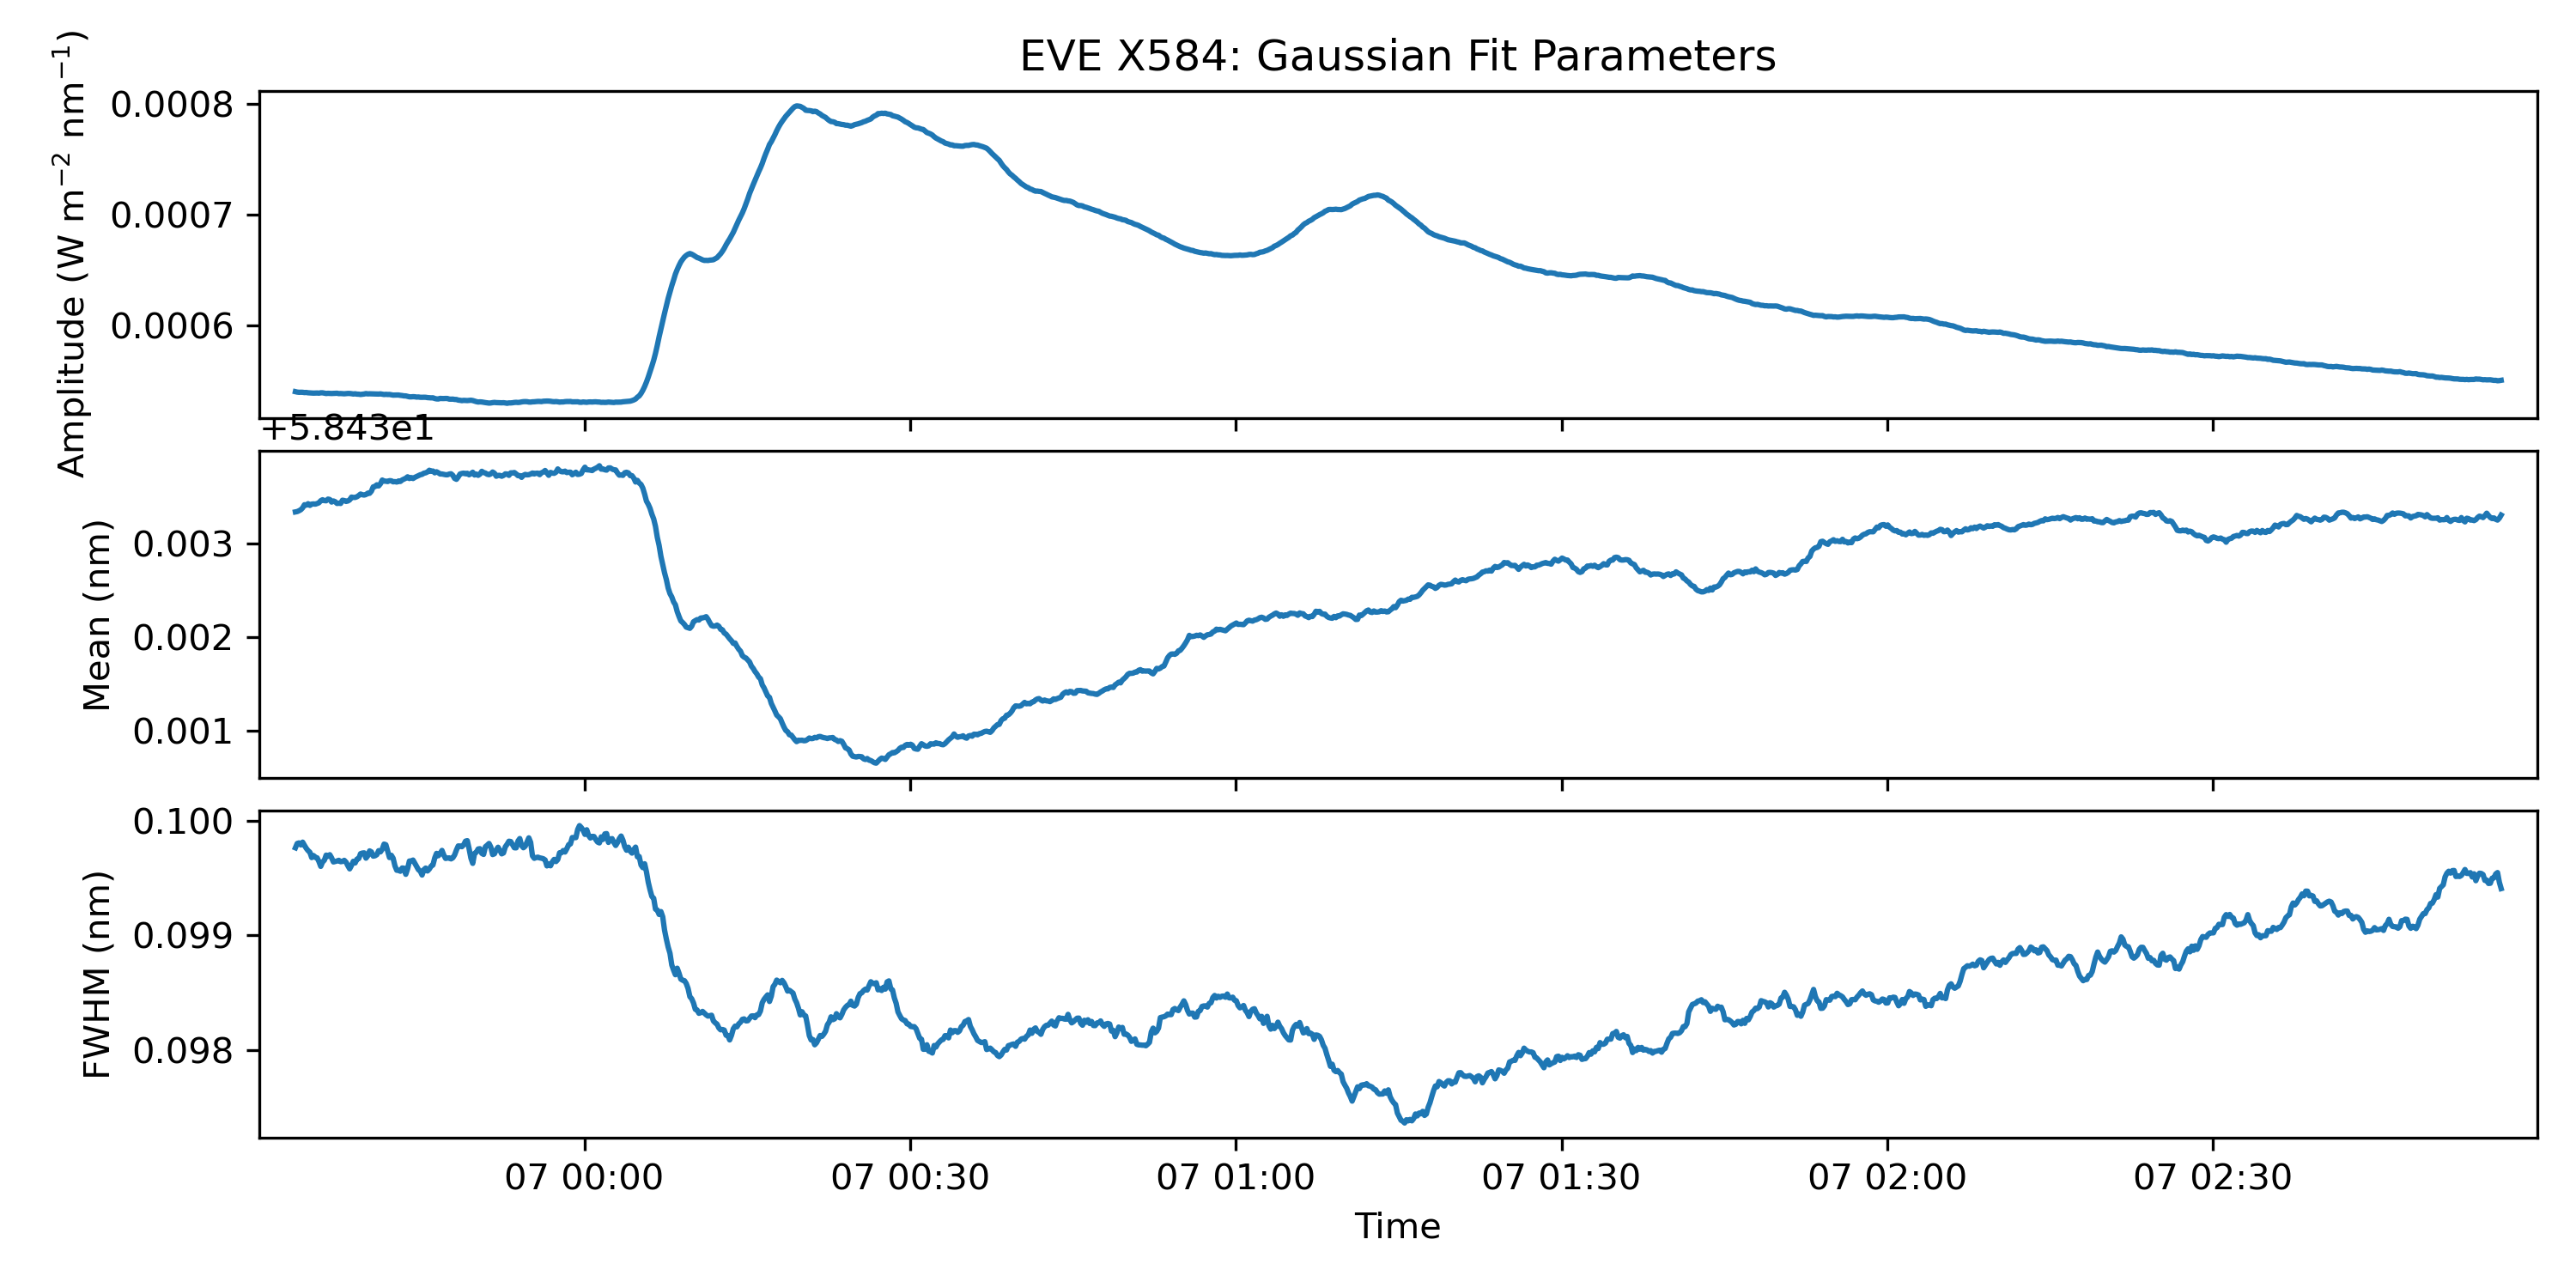 EVE X584: Gaussian Fit Parameters
Amplitude (W m⁻² nm⁻¹)
0.0008
0.0007
0.0006
+5.843e1
Mean (nm)
0.003
0.002
0.001
FWHM (nm)
0.100
0.099
0.098
07 00:00 07 00:30 07 01:00 07 01:30 07 02:00 07 02:30
Time